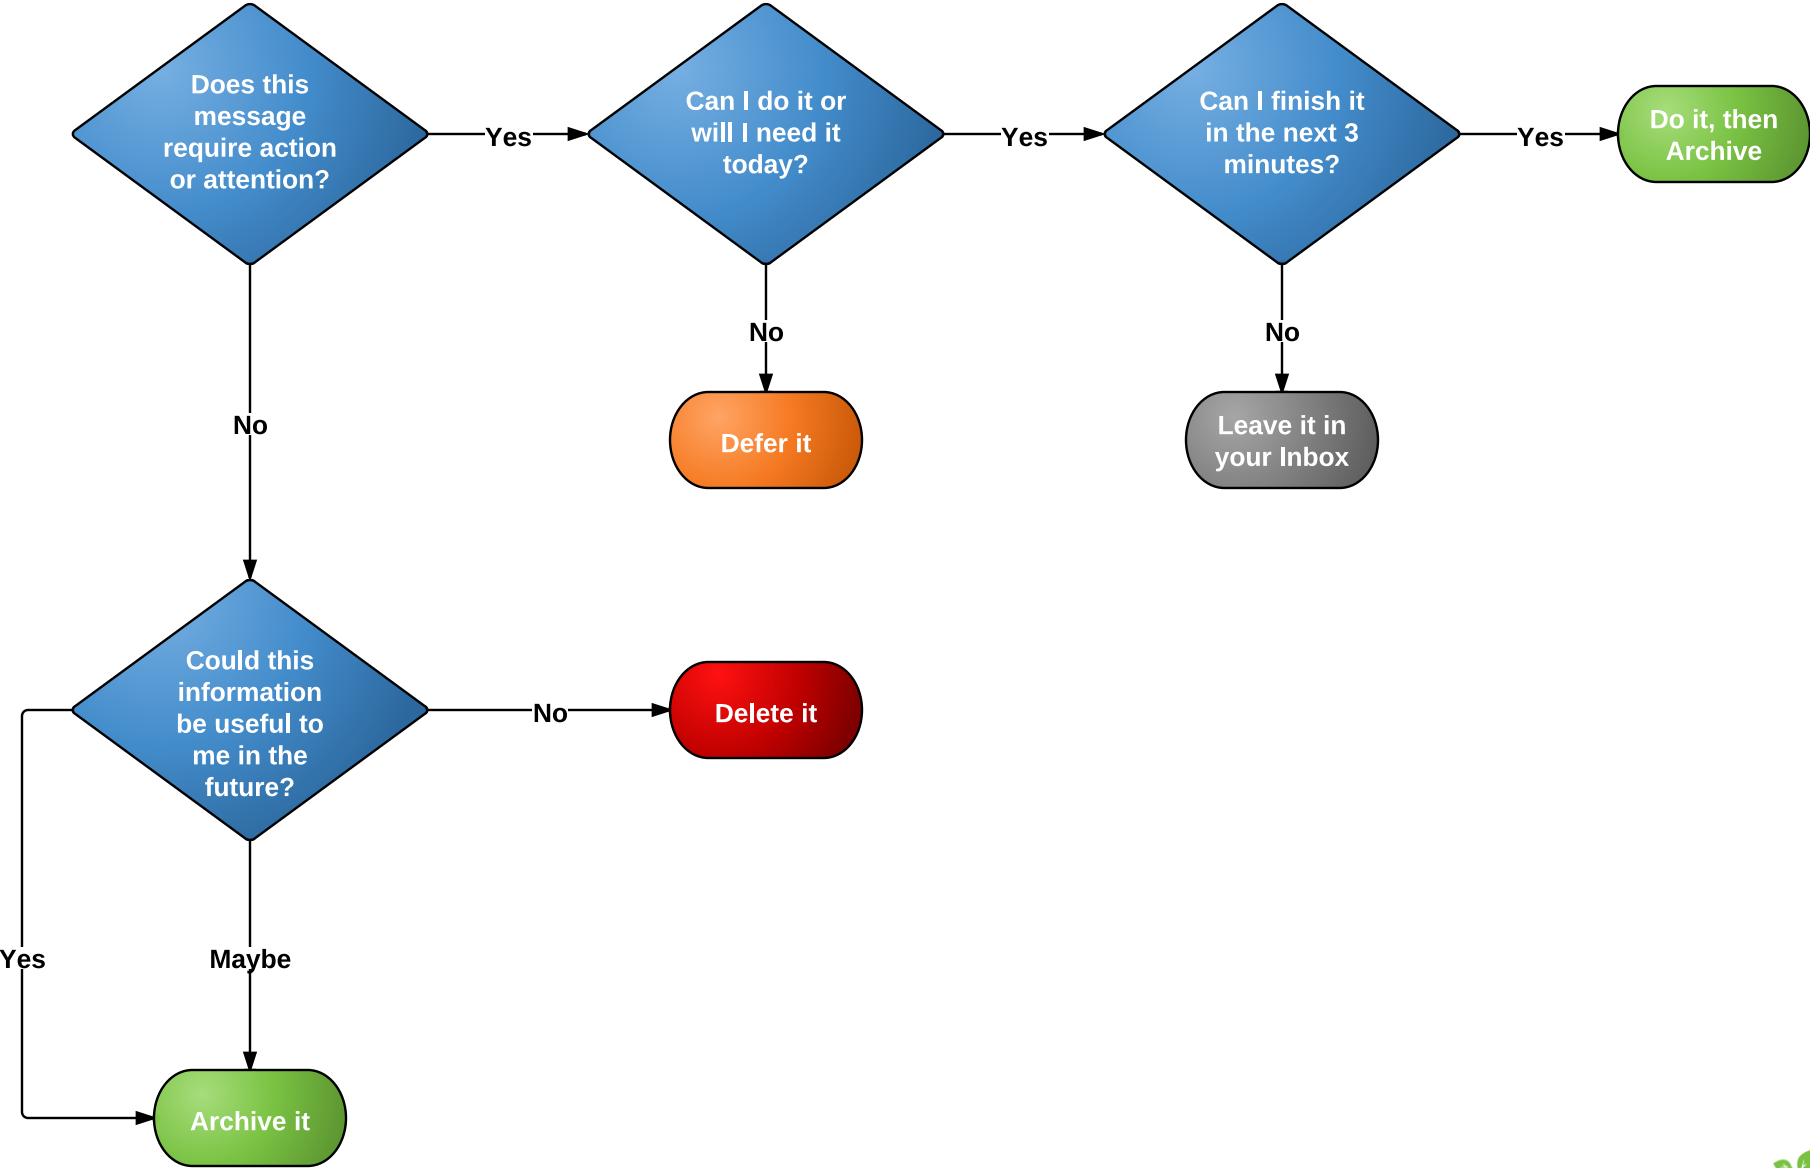 Does this
message
require action
or attention?
Yes
Can I do it or
will I need it
today?
Yes
Can I finish it
in the next 3
minutes?
Yes
Do it, then
Archive
No
No
No
Defer it
Leave it in
your Inbox
Could this
information
be useful to
me in the
future?
No
Delete it
Yes
Maybe
Archive it